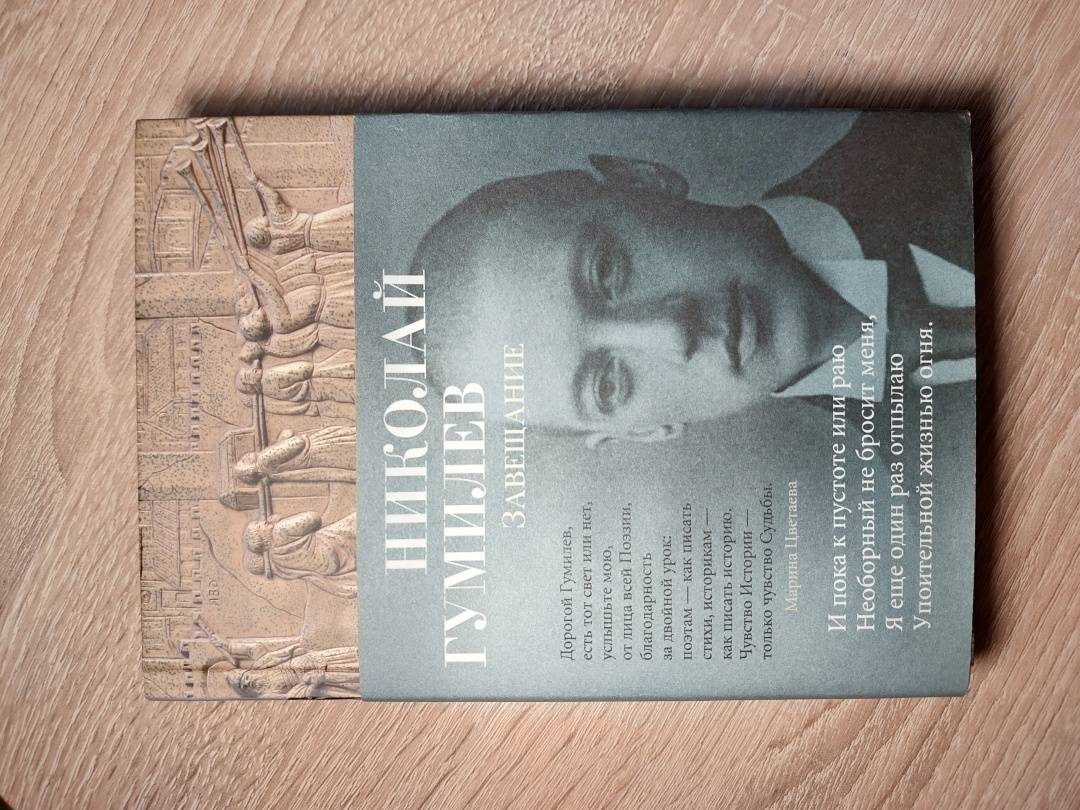 НИКОЛАЙ
ГУМИЛЕВ
ЗАВЕЩАНИЕ
Дорогой Гумилев,
есть тот свет или нет,
услышьте мою,
от лица всей Поэзии,
благодарность
за двойной урок:
поэтам — как писать
стихи, историкам —
как писать историю.
Чувство Истории —
только чувство Судьбы.
Марина Цветаева
И пока к пустоте или раю
Необорный не бросит меня,
Я еще один раз отпылаю
Упоительной жизнью огня.